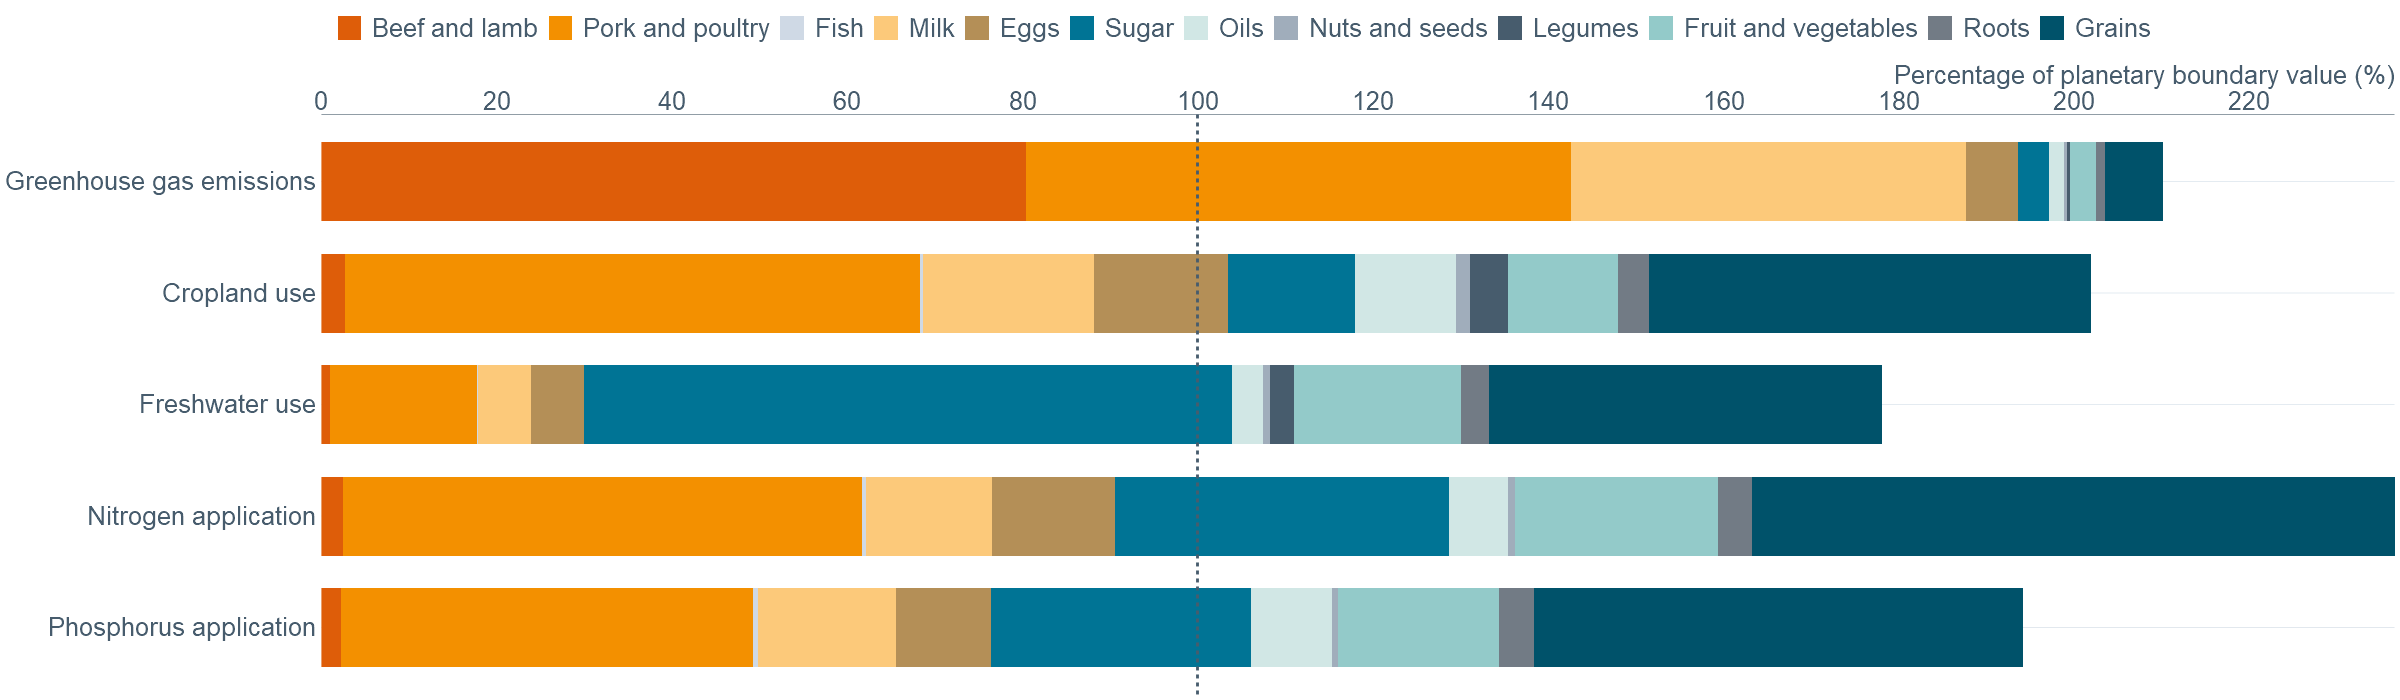 Beef and lamb Pork and poultry Fish Milk Eggs Sugar Oils Nuts and seeds Legumes Fruit and vegetables Roots Grains
Percentage of planetary boundary value (%)
0 20 40 60 80 100 120 140 160 180 200 220
Greenhouse gas emissions
Cropland use
Freshwater use
Nitrogen application
Phosphorus application